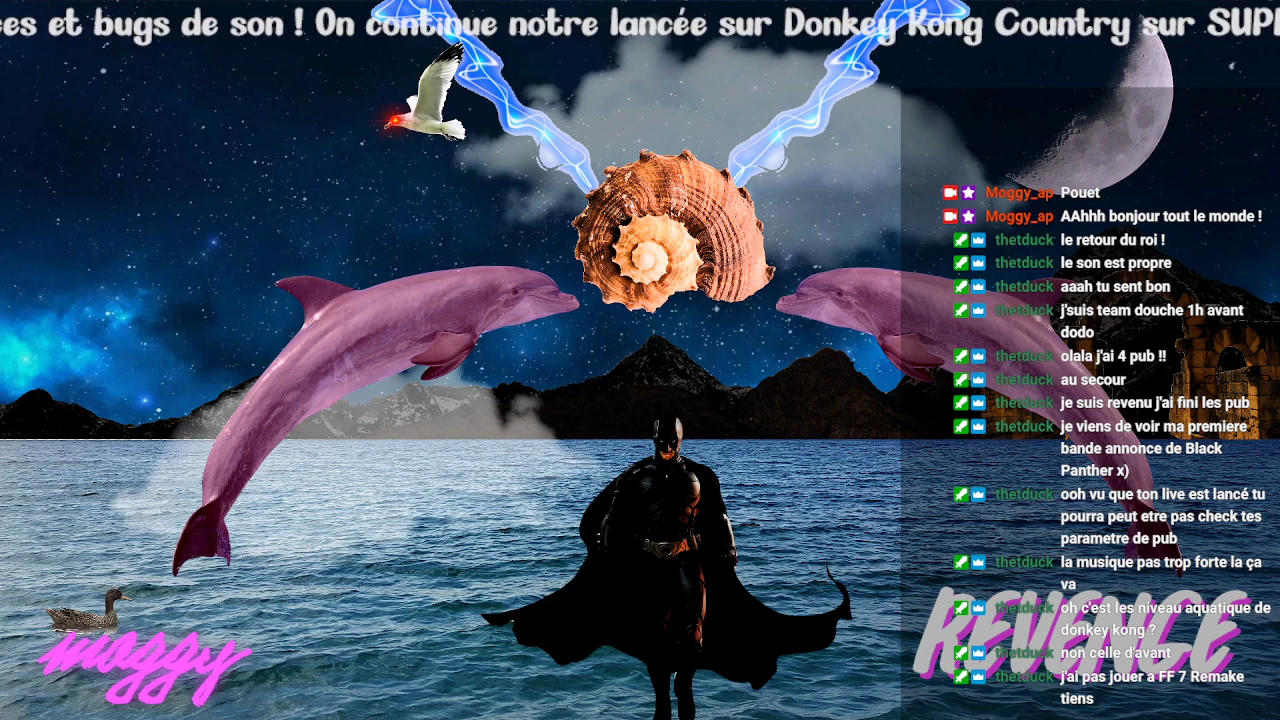 es et bugs de son ! On continue notre lancée sur Donkey Kong Country sur SUP
Moggy_ap Pouet
Moggy_ap AAhhh bonjour tout le monde !
thetduck le retour du roi !
thetduck le son est propre
thetduck aaah tu sent bon
thetduck j'suis team douche 1h avant
dodo
thetduck olala j'ai 4 pub !!
thetduck au secour
thetduck je suis revenu j'ai fini les pub
thetduck je viens de voir ma premiere
bande annonce de Black
Panther x)
thetduck ooh vu que ton live est lancé tu
pourra peut etre pas check tes
parametre de pub
thetduck la musique pas trop forte la ça
va
thetduck oh c'est les niveau aquatique de
donkey kong ?
thetduck non celle d'avant
thetduck j'ai pas jouer a FF 7 Remake
tiens
moggy
REVENGE